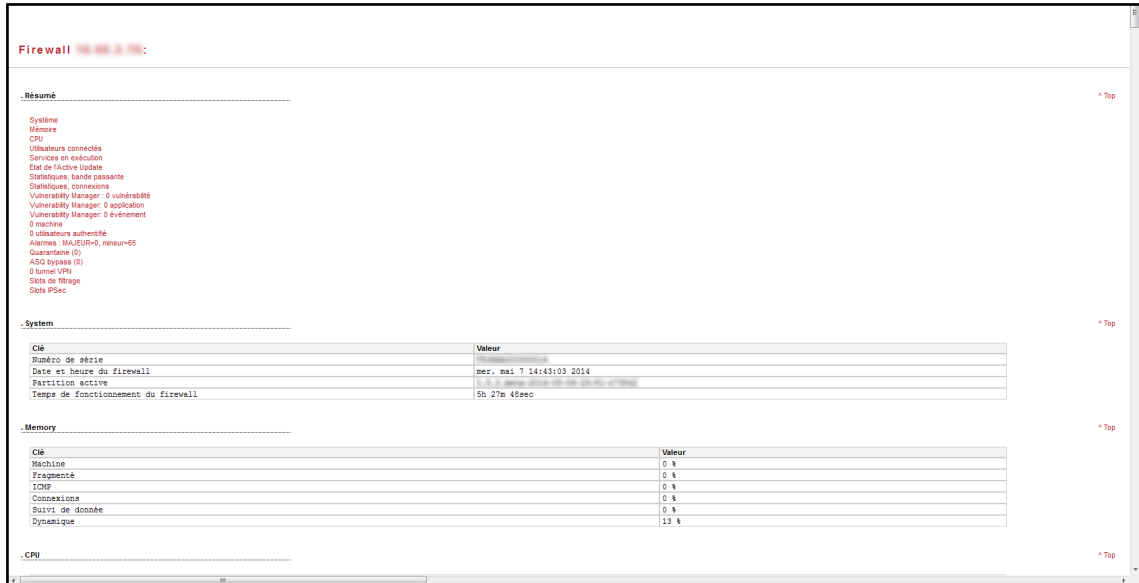 Firewall :
. Résumé ^ Top
Système
Mémoire
CPU
Utilisateurs connectés
Services en exécution
Etat de l'Active Update
Statistiques, bande passante
Statistiques, connexions
Vulnerability Manager : 0 vulnérabilité
Vulnerability Manager: 0 application
Vulnerability Manager: 0 événement
0 machine
0 utilisateurs authentifié
Alarmes : MAJEUR=0, mineur=65
Quarantaine (0)
ASQ bypass (0)
0 tunnel VPN
Slots de filtrage
Slots IPSec
. System ^ Top
Clé Valeur
Numéro de série
Date et heure du firewall mer. mai 7 14:43:03 2014
Partition active
Temps de fonctionnement du firewall 5h 27m 48sec
. Memory ^ Top
Clé Valeur
Machine 0 %
Fragmenté 0 %
ICMP 0 %
Connexions 0 %
Suivi de donnée 0 %
Dynamique 13 %
. CPU ^ Top